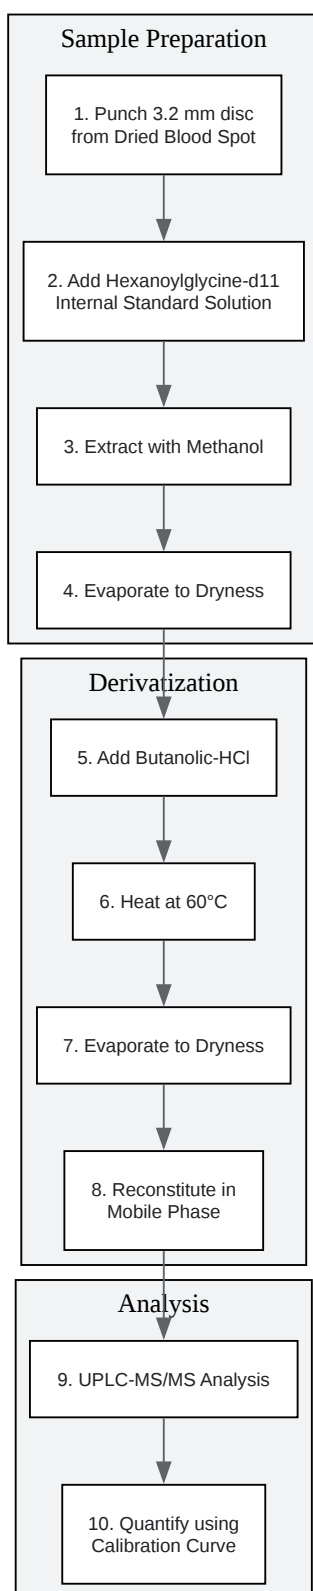 Sample Preparation
1. Punch 3.2 mm disc
from Dried Blood Spot
2. Add Hexanoylglycine-d11
Internal Standard Solution
3. Extract with Methanol
4. Evaporate to Dryness
Derivatization
5. Add Butanolic-HCl
6. Heat at 60°C
7. Evaporate to Dryness
8. Reconstitute in
Mobile Phase
Analysis
9. UPLC-MS/MS Analysis
10. Quantify using
Calibration Curve